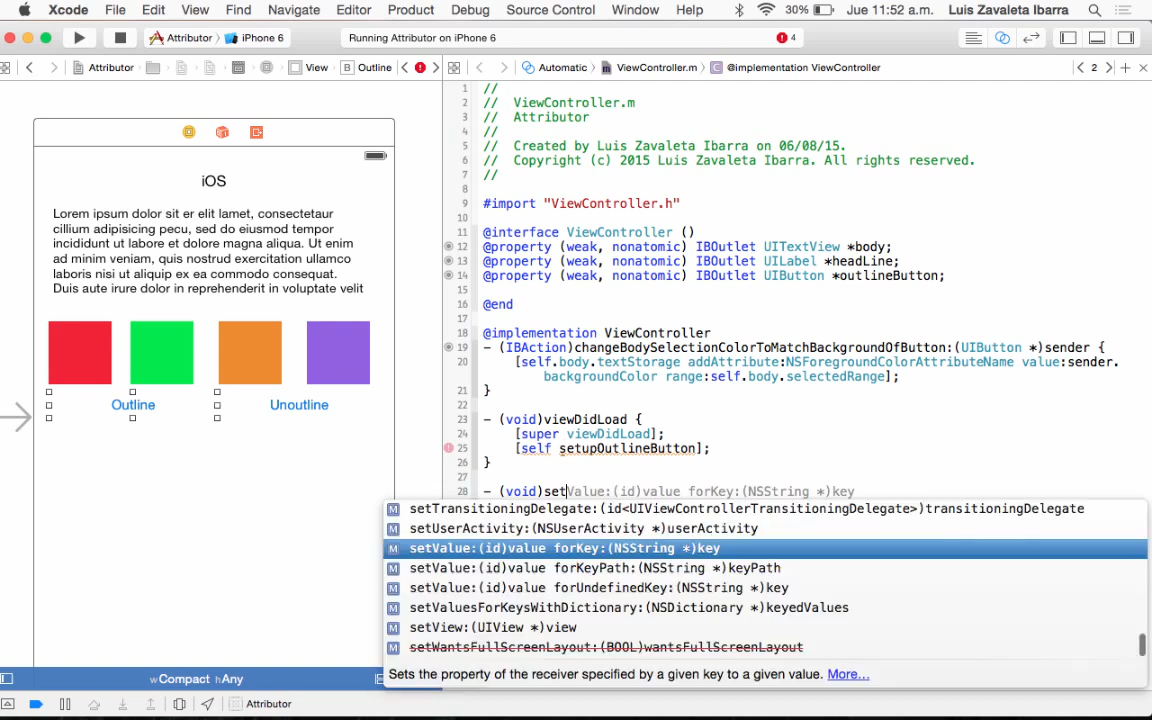 Xcode File Edit View Find Navigate Editor Product Debug Source Control Window Help 30% Jue 11:52 a.m. Luis Zavaleta Ibarra
Attributor iPhone 6 Running Attributor on iPhone 6 4
Attributor View B Outline Automatic ViewController.m C @implementation ViewController 2
iOS
Lorem ipsum dolor sit er elit lamet, consectetaur
cillium adipisicing pecu, sed do eiusmod tempor
incididunt ut labore et dolore magna aliqua. Ut enim
ad minim veniam, quis nostrud exercitation ullamco
laboris nisi ut aliquip ex ea commodo consequat.
Duis aute irure dolor in reprehenderit in voluptate velit
Outline Unoutline
wCompact hAny
1 //
2 // ViewController.m
3 // Attributor
4 //
5 // Created by Luis Zavaleta Ibarra on 06/08/15.
6 // Copyright (c) 2015 Luis Zavaleta Ibarra. All rights reserved.
7 //
8
9 #import "ViewController.h"
10
11 @interface ViewController ()
12 @property (weak, nonatomic) IBOutlet UITextView *body;
13 @property (weak, nonatomic) IBOutlet UILabel *headLine;
14 @property (weak, nonatomic) IBOutlet UIButton *outlineButton;
15
16 @end
17
18 @implementation ViewController
19 - (IBAction)changeBodySelectionColorToMatchBackgroundOfButton:(UIButton *)sender {
20 [self.body.textStorage addAttribute:NSForegroundColorAttributeName value:sender.
backgroundColor range:self.body.selectedRange];
21 }
22
23 - (void)viewDidLoad {
24 [super viewDidLoad];
25 [self setupOutlineButton];
26 }
27
28 - (void)setValue:(id)value forKey:(NSString *)key
M setTransitioningDelegate:(id<UIViewControllerTransitioningDelegate>)transitioningDelegate
M setUserActivity:(NSUserActivity *)userActivity
M setValue:(id)value forKey:(NSString *)key
M setValue:(id)value forKeyPath:(NSString *)keyPath
M setValue:(id)value forUndefinedKey:(NSString *)key
M setValuesForKeysWithDictionary:(NSDictionary *)keyedValues
M setView:(UIView *)view
M setWantsFullScreenLayout:(BOOL)wantsFullScreenLayout
Sets the property of the receiver specified by a given key to a given value. More...
Attributor